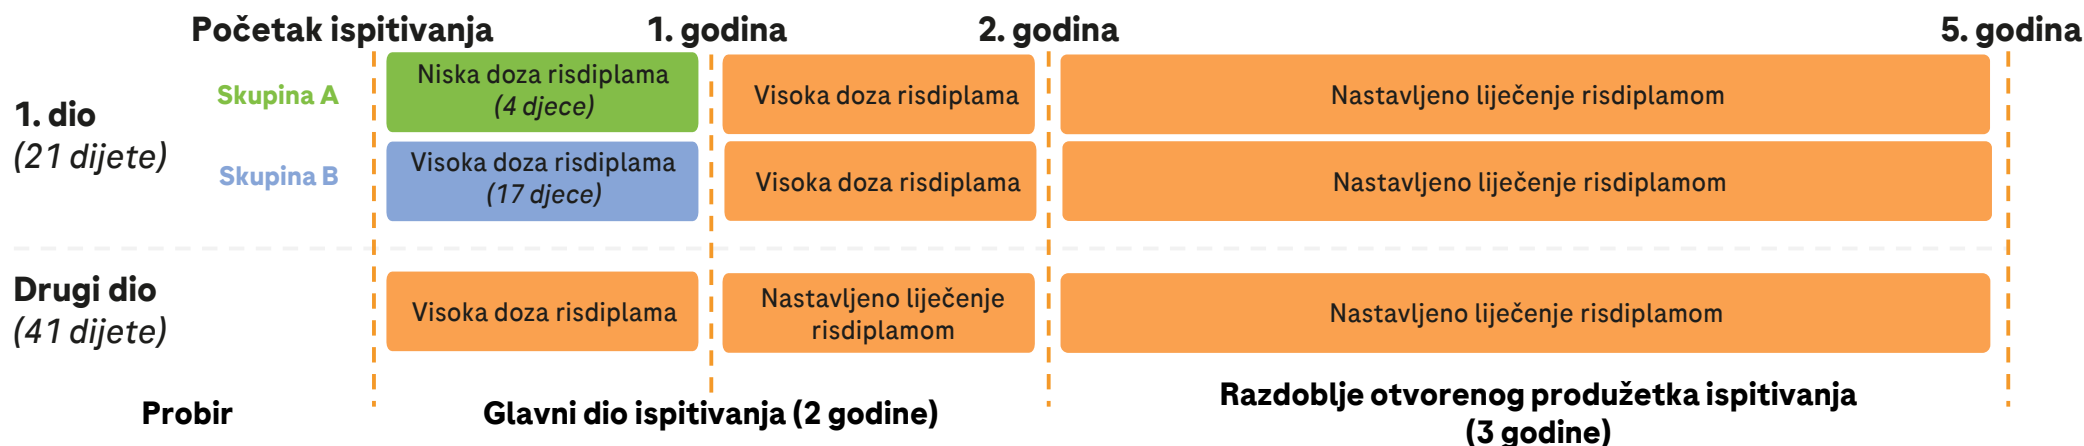 Početak ispitivanja 1. godina 2. godina 5. godina
1. dio
(21 dijete)
Skupina A
Niska doza risdiplama
(4 djece)
Visoka doza risdiplama
Nastavljeno liječenje risdiplamom
Skupina B
Visoka doza risdiplama
(17 djece)
Visoka doza risdiplama
Nastavljeno liječenje risdiplamom
Drugi dio
(41 dijete)
Visoka doza risdiplama
Nastavljeno liječenje
risdiplamom
Nastavljeno liječenje risdiplamom
Probir
Glavni dio ispitivanja (2 godine)
Razdoblje otvorenog produžetka ispitivanja
(3 godine)